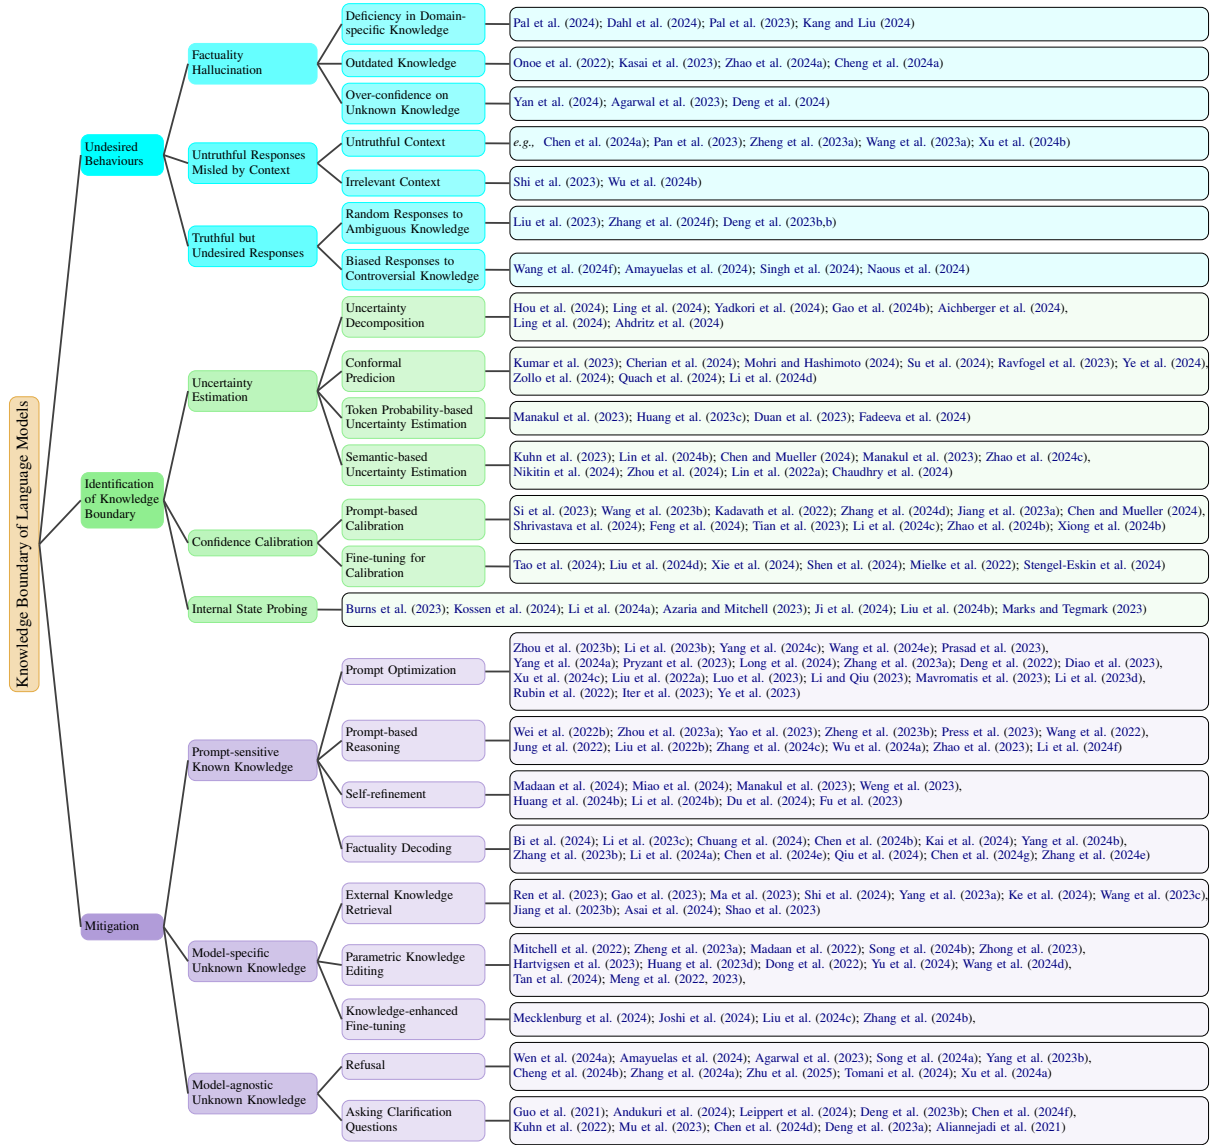 Knowledge Boundary of Language Models
Undesired
Behaviours
Factuality
Hallucination
Deficiency in Domain-
specific Knowledge
Pal et al. (2024); Dahl et al. (2024); Pal et al. (2023); Kang and Liu (2024)
Outdated Knowledge
Onoe et al. (2022); Kasai et al. (2023); Zhao et al. (2024a); Cheng et al. (2024a)
Over-confidence on
Unknown Knowledge
Yan et al. (2024); Agarwal et al. (2023); Deng et al. (2024)
Untruthful Responses
Misled by Context
Untruthful Context
e.g., Chen et al. (2024a); Pan et al. (2023); Zheng et al. (2023a); Wang et al. (2023a); Xu et al. (2024b)
Irrelevant Context
Shi et al. (2023); Wu et al. (2024b)
Truthful but
Undesired Responses
Random Responses to
Ambiguous Knowledge
Liu et al. (2023); Zhang et al. (2024f); Deng et al. (2023b,b)
Biased Responses to
Controversial Knowledge
Wang et al. (2024f); Amayuelas et al. (2024); Singh et al. (2024); Naous et al. (2024)
Identification
of Knowledge
Boundary
Uncertainty
Estimation
Uncertainty
Decomposition
Hou et al. (2024); Ling et al. (2024); Yadkori et al. (2024); Gao et al. (2024b); Aichberger et al. (2024),
Ling et al. (2024); Ahdritz et al. (2024)
Conformal
Predicion
Kumar et al. (2023); Cherian et al. (2024); Mohri and Hashimoto (2024); Su et al. (2024); Ravfogel et al. (2023); Ye et al. (2024),
Zollo et al. (2024); Quach et al. (2024); Li et al. (2024d)
Token Probability-based
Uncertainty Estimation
Manakul et al. (2023); Huang et al. (2023c); Duan et al. (2023); Fadeeva et al. (2024)
Semantic-based
Uncertainty Estimation
Kuhn et al. (2023); Lin et al. (2024b); Chen and Mueller (2024); Manakul et al. (2023); Zhao et al. (2024c),
Nikitin et al. (2024); Zhou et al. (2024); Lin et al. (2022a); Chaudhry et al. (2024)
Confidence Calibration
Prompt-based
Calibration
Si et al. (2023); Wang et al. (2023b); Kadavath et al. (2022); Zhang et al. (2024d); Jiang et al. (2023a); Chen and Mueller (2024),
Shrivastava et al. (2024); Feng et al. (2024); Tian et al. (2023); Li et al. (2024c); Zhao et al. (2024b); Xiong et al. (2024b)
Fine-tuning for
Calibration
Tao et al. (2024); Liu et al. (2024d); Xie et al. (2024); Shen et al. (2024); Mielke et al. (2022); Stengel-Eskin et al. (2024)
Internal State Probing
Burns et al. (2023); Kossen et al. (2024); Li et al. (2024a); Azaria and Mitchell (2023); Ji et al. (2024); Liu et al. (2024b); Marks and Tegmark (2023)
Mitigation
Prompt-sensitive
Known Knowledge
Prompt Optimization
Zhou et al. (2023b); Li et al. (2023b); Yang et al. (2024c); Wang et al. (2024e); Prasad et al. (2023),
Yang et al. (2024a); Pryzant et al. (2023); Long et al. (2024); Zhang et al. (2023a); Deng et al. (2022); Diao et al. (2023),
Xu et al. (2024c); Liu et al. (2022a); Luo et al. (2023); Li and Qiu (2023); Mavromatis et al. (2023); Li et al. (2023d),
Rubin et al. (2022); Iter et al. (2023); Ye et al. (2023)
Prompt-based
Reasoning
Wei et al. (2022b); Zhou et al. (2023a); Yao et al. (2023); Zheng et al. (2023b); Press et al. (2023); Wang et al. (2022),
Jung et al. (2022); Liu et al. (2022b); Zhang et al. (2024c); Wu et al. (2024a); Zhao et al. (2023); Li et al. (2024f)
Self-refinement
Madaan et al. (2024); Miao et al. (2024); Manakul et al. (2023); Weng et al. (2023),
Huang et al. (2024b); Li et al. (2024b); Du et al. (2024); Fu et al. (2023)
Factuality Decoding
Bi et al. (2024); Li et al. (2023c); Chuang et al. (2024); Chen et al. (2024b); Kai et al. (2024); Yang et al. (2024b),
Zhang et al. (2023b); Li et al. (2024a); Chen et al. (2024e); Qiu et al. (2024); Chen et al. (2024g); Zhang et al. (2024e)
Model-specific
Unknown Knowledge
External Knowledge
Retrieval
Ren et al. (2023); Gao et al. (2023); Ma et al. (2023); Shi et al. (2024); Yang et al. (2023a); Ke et al. (2024); Wang et al. (2023c),
Jiang et al. (2023b); Asai et al. (2024); Shao et al. (2023)
Parametric Knowledge
Editing
Mitchell et al. (2022); Zheng et al. (2023a); Madaan et al. (2022); Song et al. (2024b); Zhong et al. (2023),
Hartvigsen et al. (2023); Huang et al. (2023d); Dong et al. (2022); Yu et al. (2024); Wang et al. (2024d),
Tan et al. (2024); Meng et al. (2022, 2023),
Knowledge-enhanced
Fine-tuning
Mecklenburg et al. (2024); Joshi et al. (2024); Liu et al. (2024c); Zhang et al. (2024b),
Model-agnostic
Unknown Knowledge
Refusal
Wen et al. (2024a); Amayuelas et al. (2024); Agarwal et al. (2023); Song et al. (2024a); Yang et al. (2023b),
Cheng et al. (2024b); Zhang et al. (2024a); Zhu et al. (2025); Tomani et al. (2024); Xu et al. (2024a)
Asking Clarification
Questions
Guo et al. (2021); Andukuri et al. (2024); Leippert et al. (2024); Deng et al. (2023b); Chen et al. (2024f),
Kuhn et al. (2022); Mu et al. (2023); Chen et al. (2024d); Deng et al. (2023a); Aliannejadi et al. (2021)